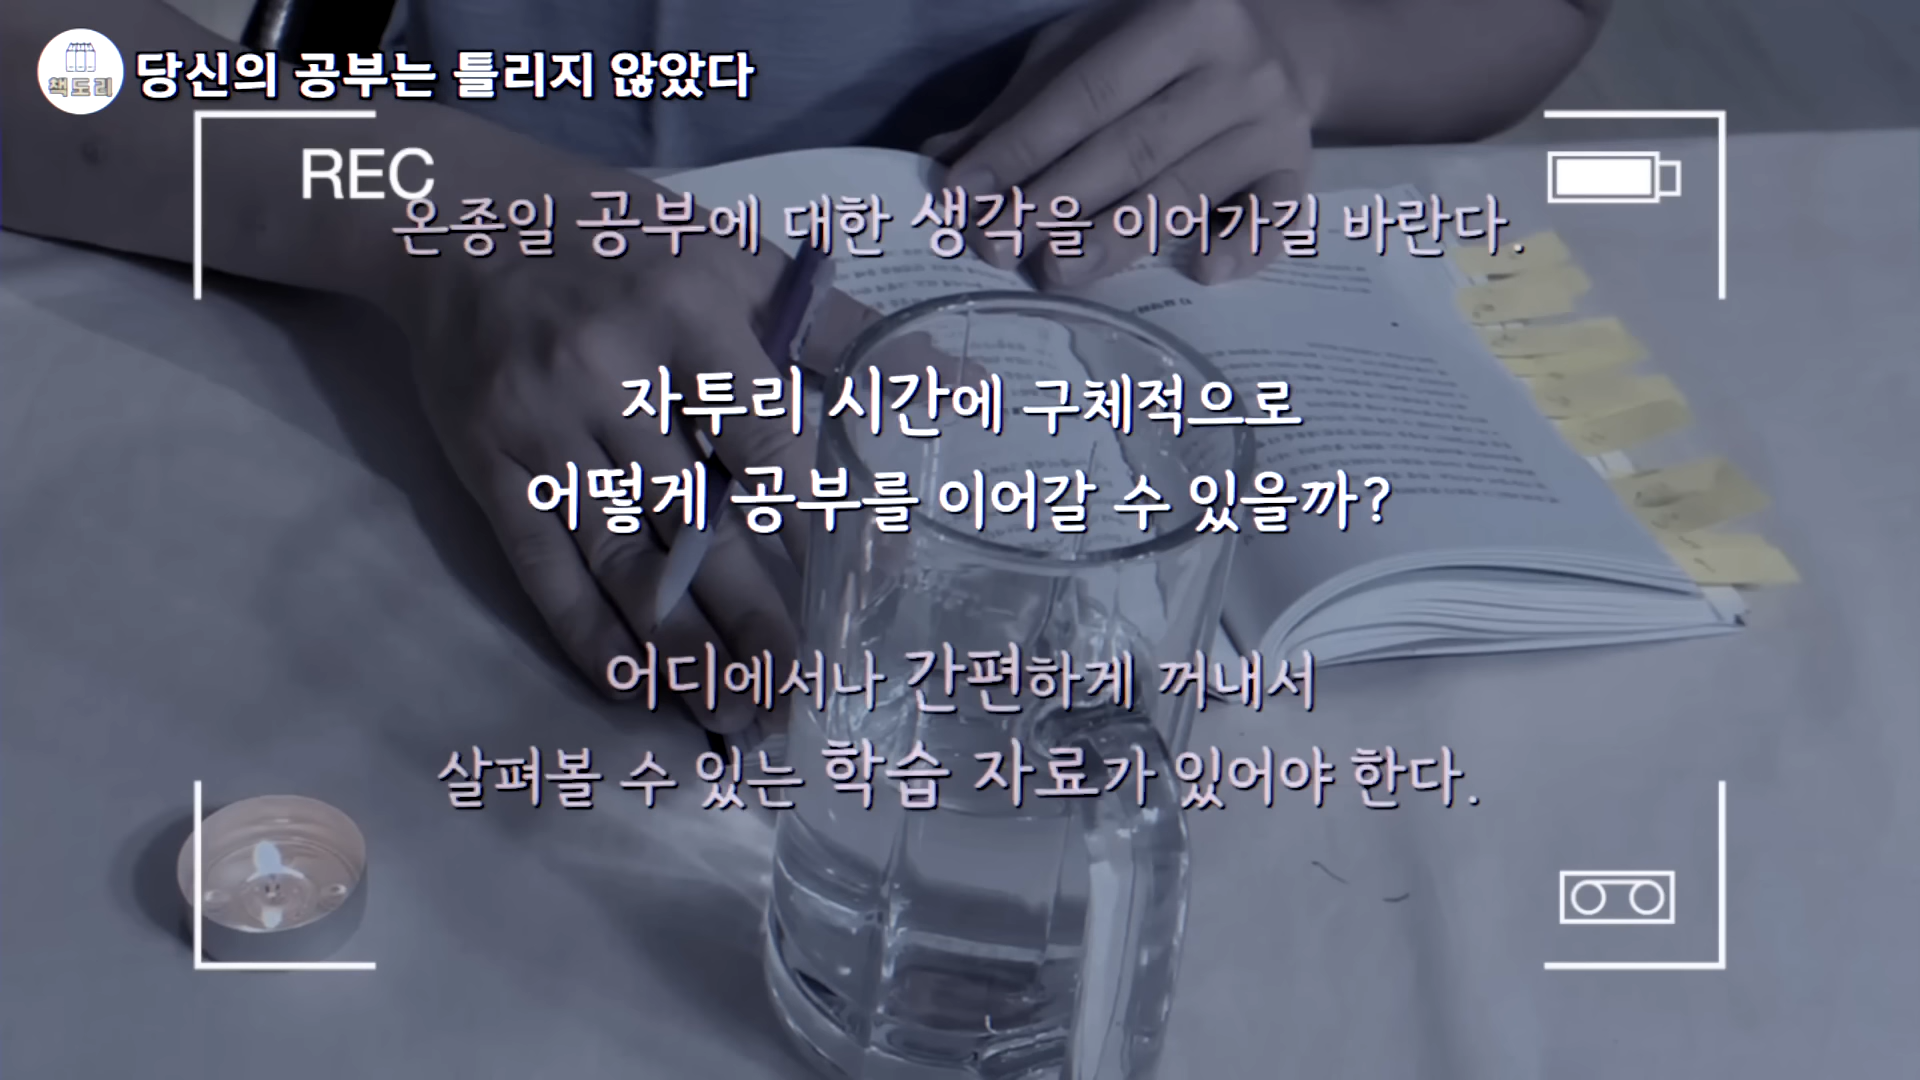 책도리
당신의 공부는 틀리지 않았다
REC
온종일 공부에 대한 생각을 이어가길 바란다.
자투리 시간에 구체적으로
어떻게 공부를 이어갈 수 있을까?
어디에서나 간편하게 꺼내서
살펴볼 수 있는 학습 자료가 있어야 한다.